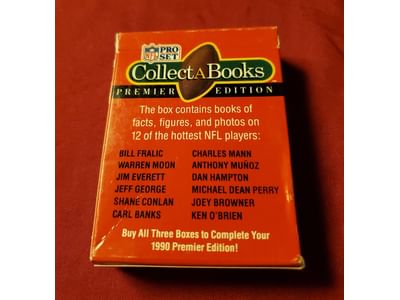 NFL PRO
SET
CollectABooks
PREMIER EDITION
The box contains books of
facts, figures, and photos on
12 of the hottest NFL players:
BILL FRALIC CHARLES MANN
WARREN MOON ANTHONY MUÑOZ
JIM EVERETT DAN HAMPTON
JEFF GEORGE MICHAEL DEAN PERRY
SHANE CONLAN JOEY BROWNER
CARL BANKS KEN O'BRIEN
Buy All Three Boxes to Complete Your
1990 Premier Edition!